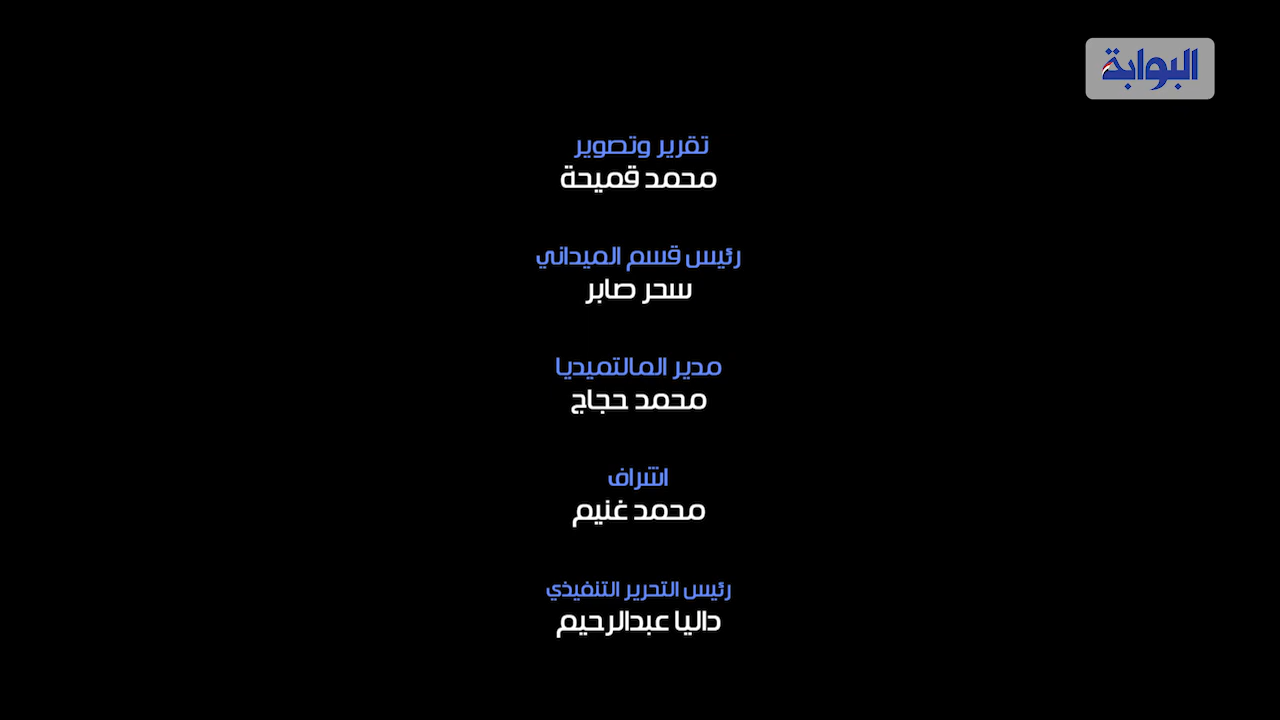 البوابة
تقرير وتصوير
محمد قميحة
رئيس قسم الميداني
سحر صابر
مدير المالتميديا
محمد حجاج
اشراف
محمد غنيم
رئيس التحرير التنفيذي
داليا عبدالرحيم